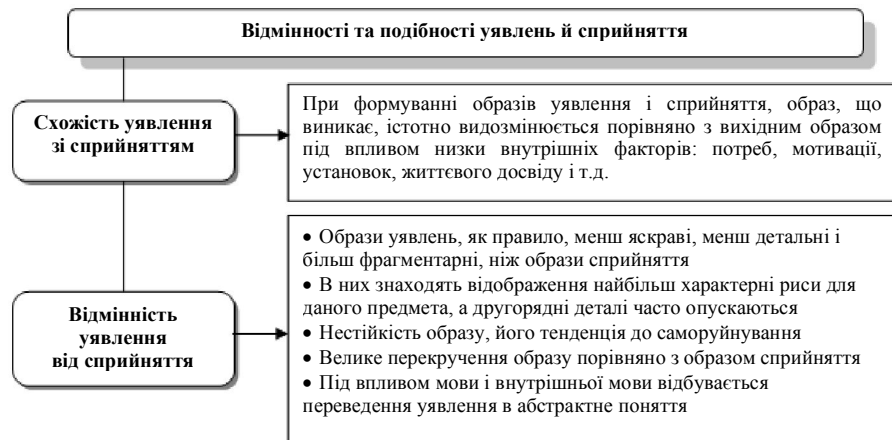 Відмінності та подібності уявлень й сприйняття
Схожість уявлення
зі сприйняттям
При формуванні образів уявлення і сприйняття, образ, що
виникає, істотно видозмінюється порівняно з вихідним образом
під впливом низки внутрішніх факторів: потреб, мотивації,
установок, життєвого досвіду і т.д.
Відмінність
уявлення
від сприйняття
• Образи уявлень, як правило, менш яскраві, менш детальні і
більш фрагментарні, ніж образи сприйняття
• В них знаходять відображення найбільш характерні риси для
даного предмета, а другорядні деталі часто опускаються
• Нестійкість образу, його тенденція до саморуйнування
• Велике перекручення образу порівняно з образом сприйняття
• Під впливом мови і внутрішньої мови відбувається
переведення уявлення в абстрактне поняття